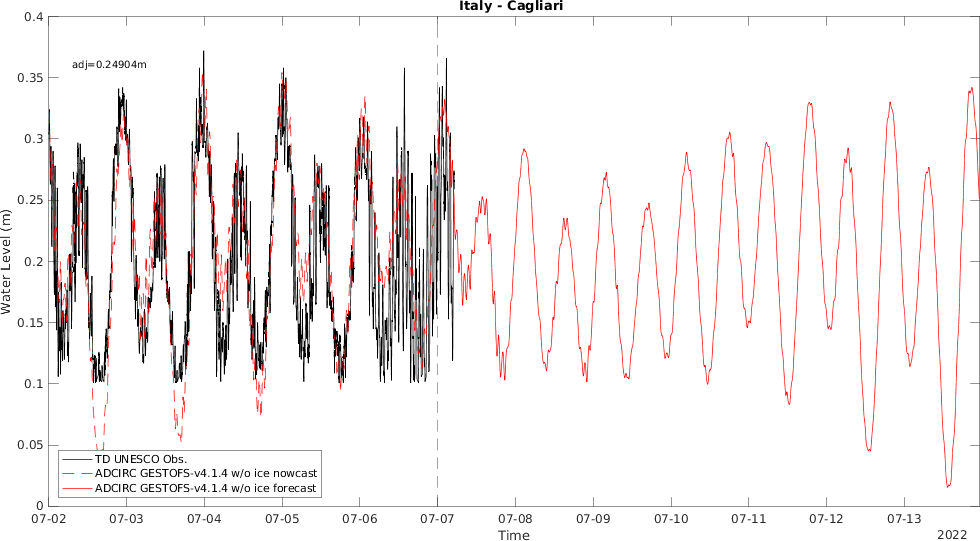 Italy - Cagliari
0.4
adj=0.24904m
0.35
0.3
0.25
0.2
0.15
0.1
0.05
0
Water Level (m)
TD UNESCO Obs.
ADCIRC GESTOFS-v4.1.4 w/o ice nowcast
ADCIRC GESTOFS-v4.1.4 w/o ice forecast
07-02 07-03 07-04 07-05 07-06 07-07 07-08 07-09 07-10 07-11 07-12 07-13
Time
2022